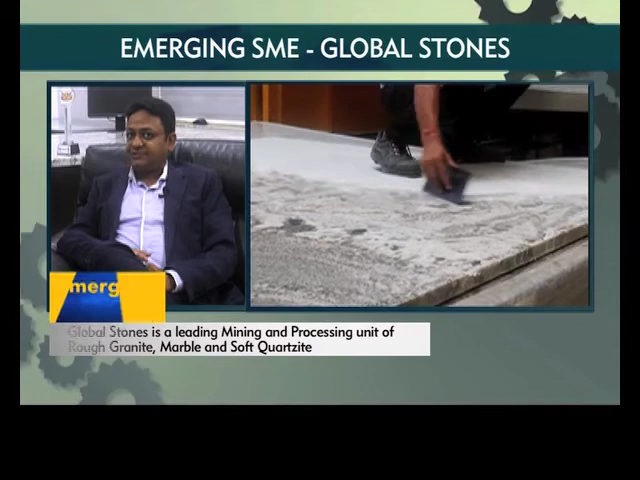 EMERGING SME - GLOBAL STONES
merg
Global Stones is a leading Mining and Processing unit of
Rough Granite, Marble and Soft Quartzite